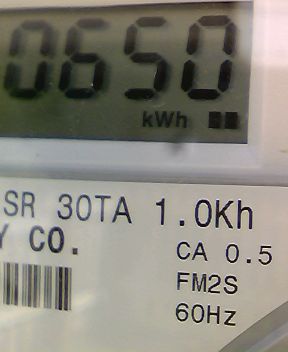 0650
kWh
SR 30TA 1.0Kh
Y CO.
CA 0.5
FM2S
60Hz